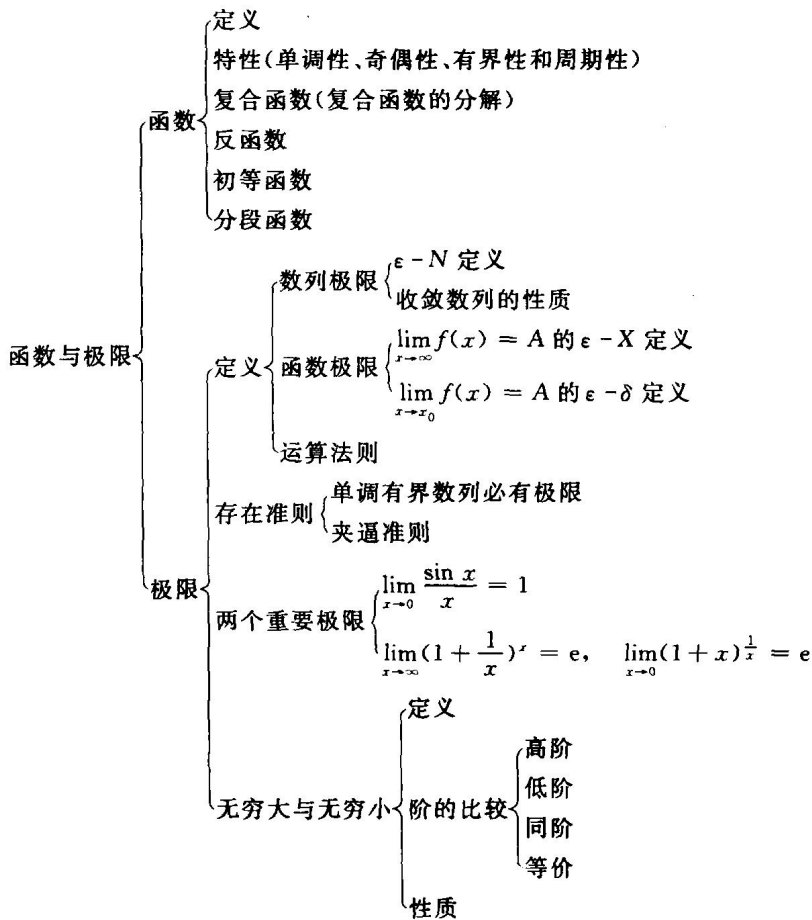 定义
特性(单调性、奇偶性、有界性和周期性)
复合函数(复合函数的分解)
函数
反函数
初等函数
分段函数
数列极限
ε - N 定义
收敛数列的性质
函数与极限
定义
函数极限
lim_{x→∞} f(x) = A 的 ε - X 定义
lim_{x→x₀} f(x) = A 的 ε - δ 定义
运算法则
存在准则
单调有界数列必有极限
夹逼准则
极限
两个重要极限
lim_{x→0} \frac{sin x}{x} = 1
lim_{x→∞} (1 + \frac{1}{x})^x = e, lim_{x→0} (1 + x)^{\frac{1}{x}} = e
定义
无穷大与无穷小
阶的比较
高阶
低阶
同阶
等价
性质